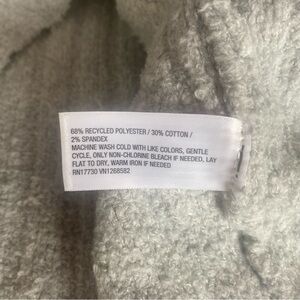 68% RECYCLED POLYESTER / 30% COTTON /
2% SPANDEX
MACHINE WASH COLD WITH LIKE COLORS, GENTLE
CYCLE, ONLY NON-CHLORINE BLEACH IF NEEDED, LAY
FLAT TO DRY, WARM IRON IF NEEDED
RN17730 VN1268582